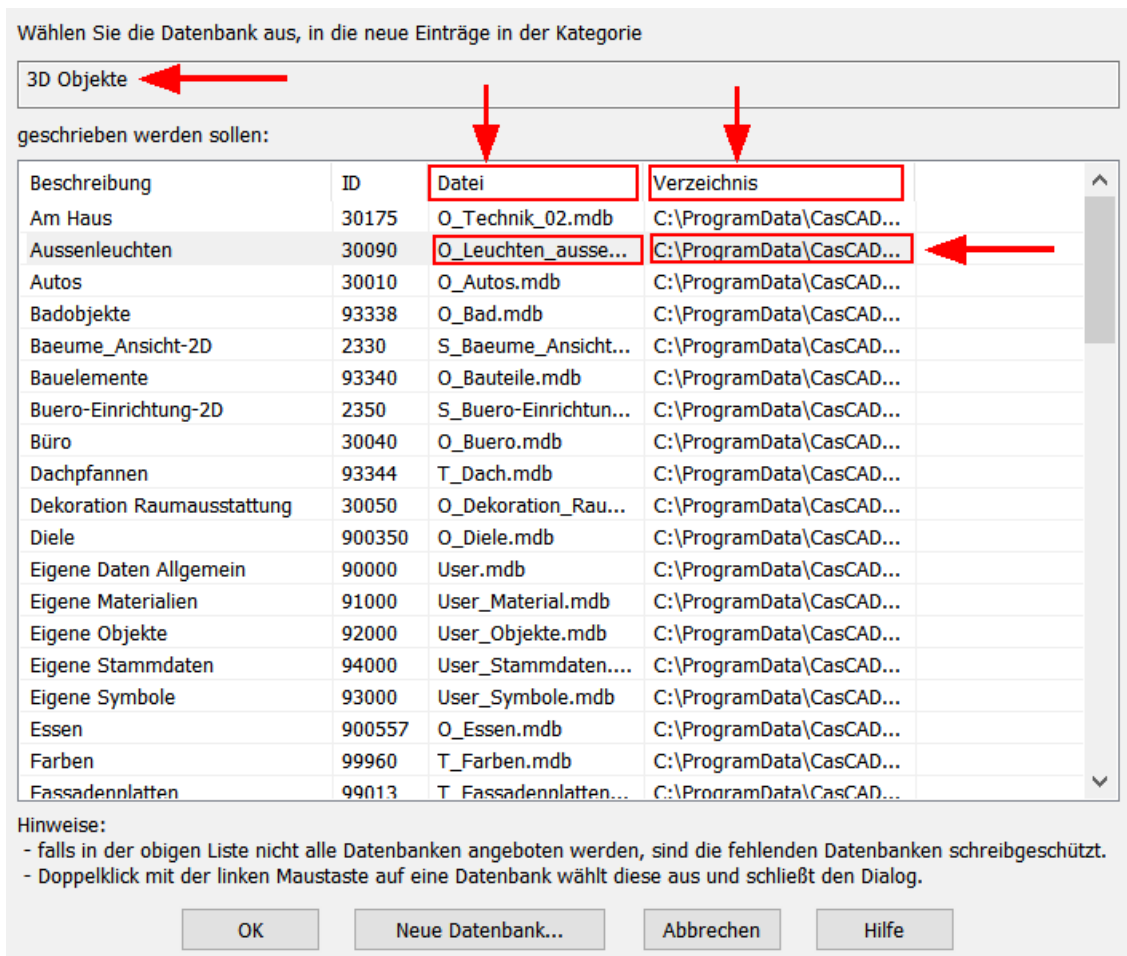 Wählen Sie die Datenbank aus, in die neue Einträge in der Kategorie
3D Objekte
geschrieben werden sollen:
Beschreibung ID Datei Verzeichnis
Am Haus 30175 O_Technik_02.mdb C:\ProgramData\CasCAD...
Aussenleuchten 30090 O_Leuchten_ausse... C:\ProgramData\CasCAD...
Autos 30010 O_Autos.mdb C:\ProgramData\CasCAD...
Badobjekte 93338 O_Bad.mdb C:\ProgramData\CasCAD...
Baeume_Ansicht-2D 2330 S_Baeume_Ansicht... C:\ProgramData\CasCAD...
Bauelemente 93340 O_Bauteile.mdb C:\ProgramData\CasCAD...
Buero-Einrichtung-2D 2350 S_Buero-Einrichtun... C:\ProgramData\CasCAD...
Büro 30040 O_Buero.mdb C:\ProgramData\CasCAD...
Dachpfannen 93344 T_Dach.mdb C:\ProgramData\CasCAD...
Dekoration Raumausstattung 30050 O_Dekoration_Rau... C:\ProgramData\CasCAD...
Diele 900350 O_Diele.mdb C:\ProgramData\CasCAD...
Eigene Daten Allgemein 90000 User.mdb C:\ProgramData\CasCAD...
Eigene Materialien 91000 User_Material.mdb C:\ProgramData\CasCAD...
Eigene Objekte 92000 User_Objekte.mdb C:\ProgramData\CasCAD...
Eigene Stammdaten 94000 User_Stammdaten.... C:\ProgramData\CasCAD...
Eigene Symbole 93000 User_Symbole.mdb C:\ProgramData\CasCAD...
Essen 900557 O_Essen.mdb C:\ProgramData\CasCAD...
Farben 99960 T_Farben.mdb C:\ProgramData\CasCAD...
Fassadenplatten 99013 T_Fassadenplatten... C:\ProgramData\CasCAD...
Hinweise:
- falls in der obigen Liste nicht alle Datenbanken angeboten werden, sind die fehlenden Datenbanken schreibgeschützt.
- Doppelklick mit der linken Maustaste auf eine Datenbank wählt diese aus und schließt den Dialog.
OK Neue Datenbank... Abbrechen Hilfe